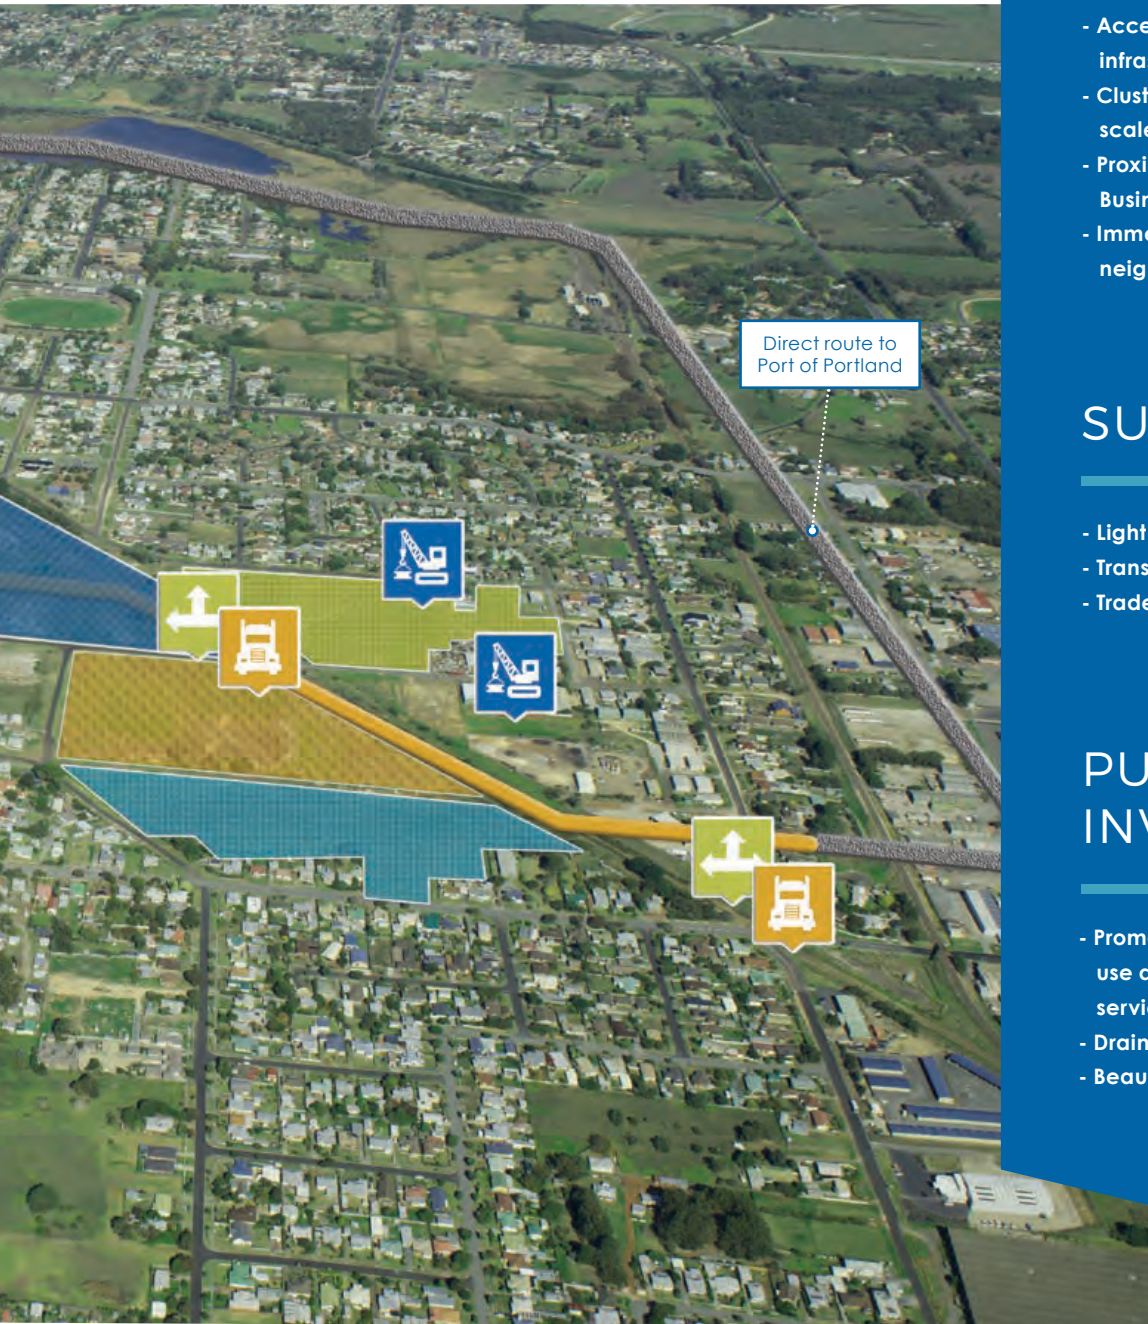 Direct route to
Port of Portland
- Acce
infra
- Clust
scale
- Proxi
Busin
- Imme
neig
SU
- Light
- Trans
- Trade
PU
INV
- Prom
use a
servi
- Drain
- Beau